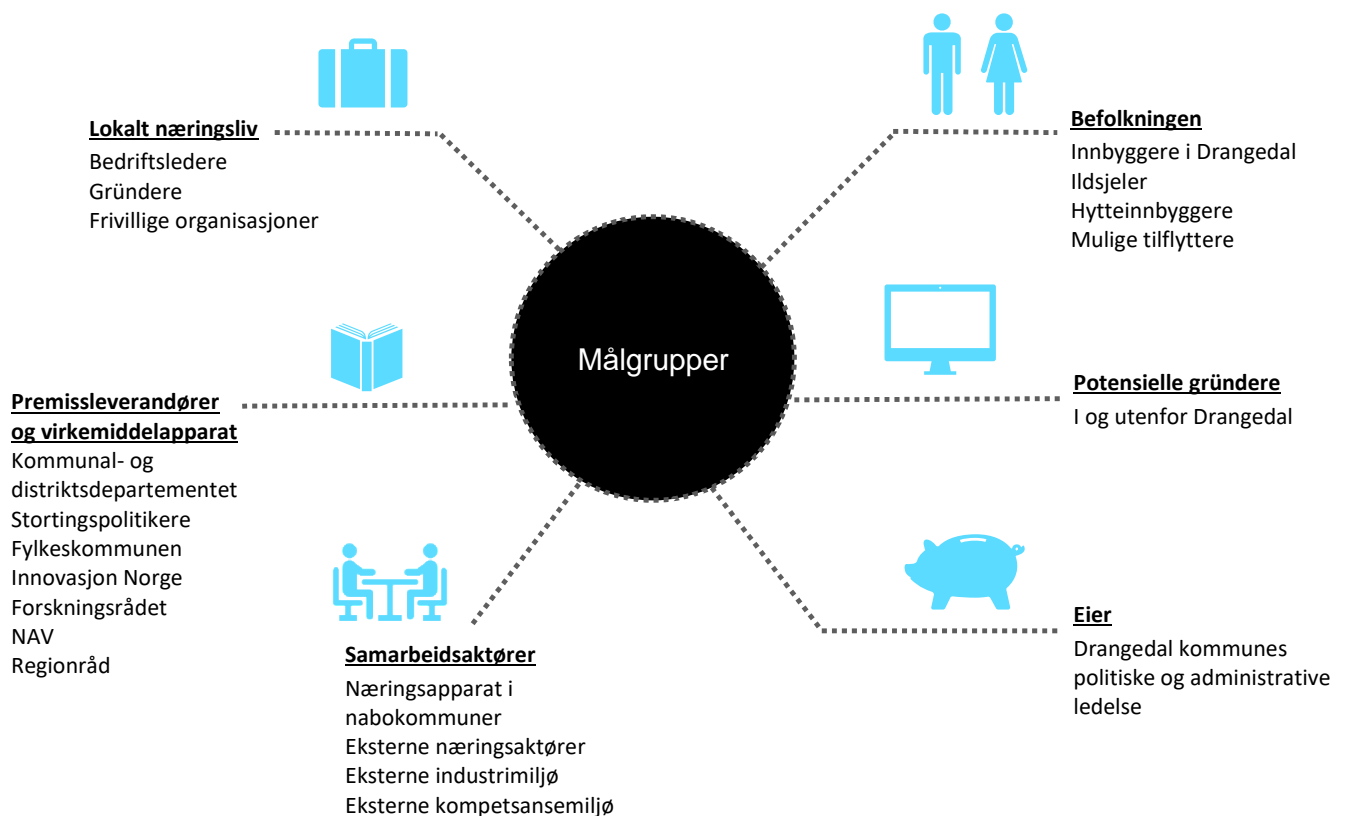 Lokalt næringsliv
Bedriftsledere
Gründere
Frivillige organisasjoner
Befolkningen
Innbyggere i Drangedal
Ildsjeler
Hytteinnbyggere
Mulige tilflyttere
Målgrupper
Premissleverandører
og virkemiddelapparat
Kommunal- og
distriktsdepartementet
Stortingspolitikere
Fylkeskommunen
Innovasjon Norge
Forskningsrådet
NAV
Regionråd
Potensielle gründere
I og utenfor Drangedal
Samarbeidsaktører
Næringsapparat i
nabokommuner
Eksterne næringsaktører
Eksterne industrimiljø
Eksterne kompetsansemiljø
Eier
Drangedal kommunes
politiske og administrative
ledelse